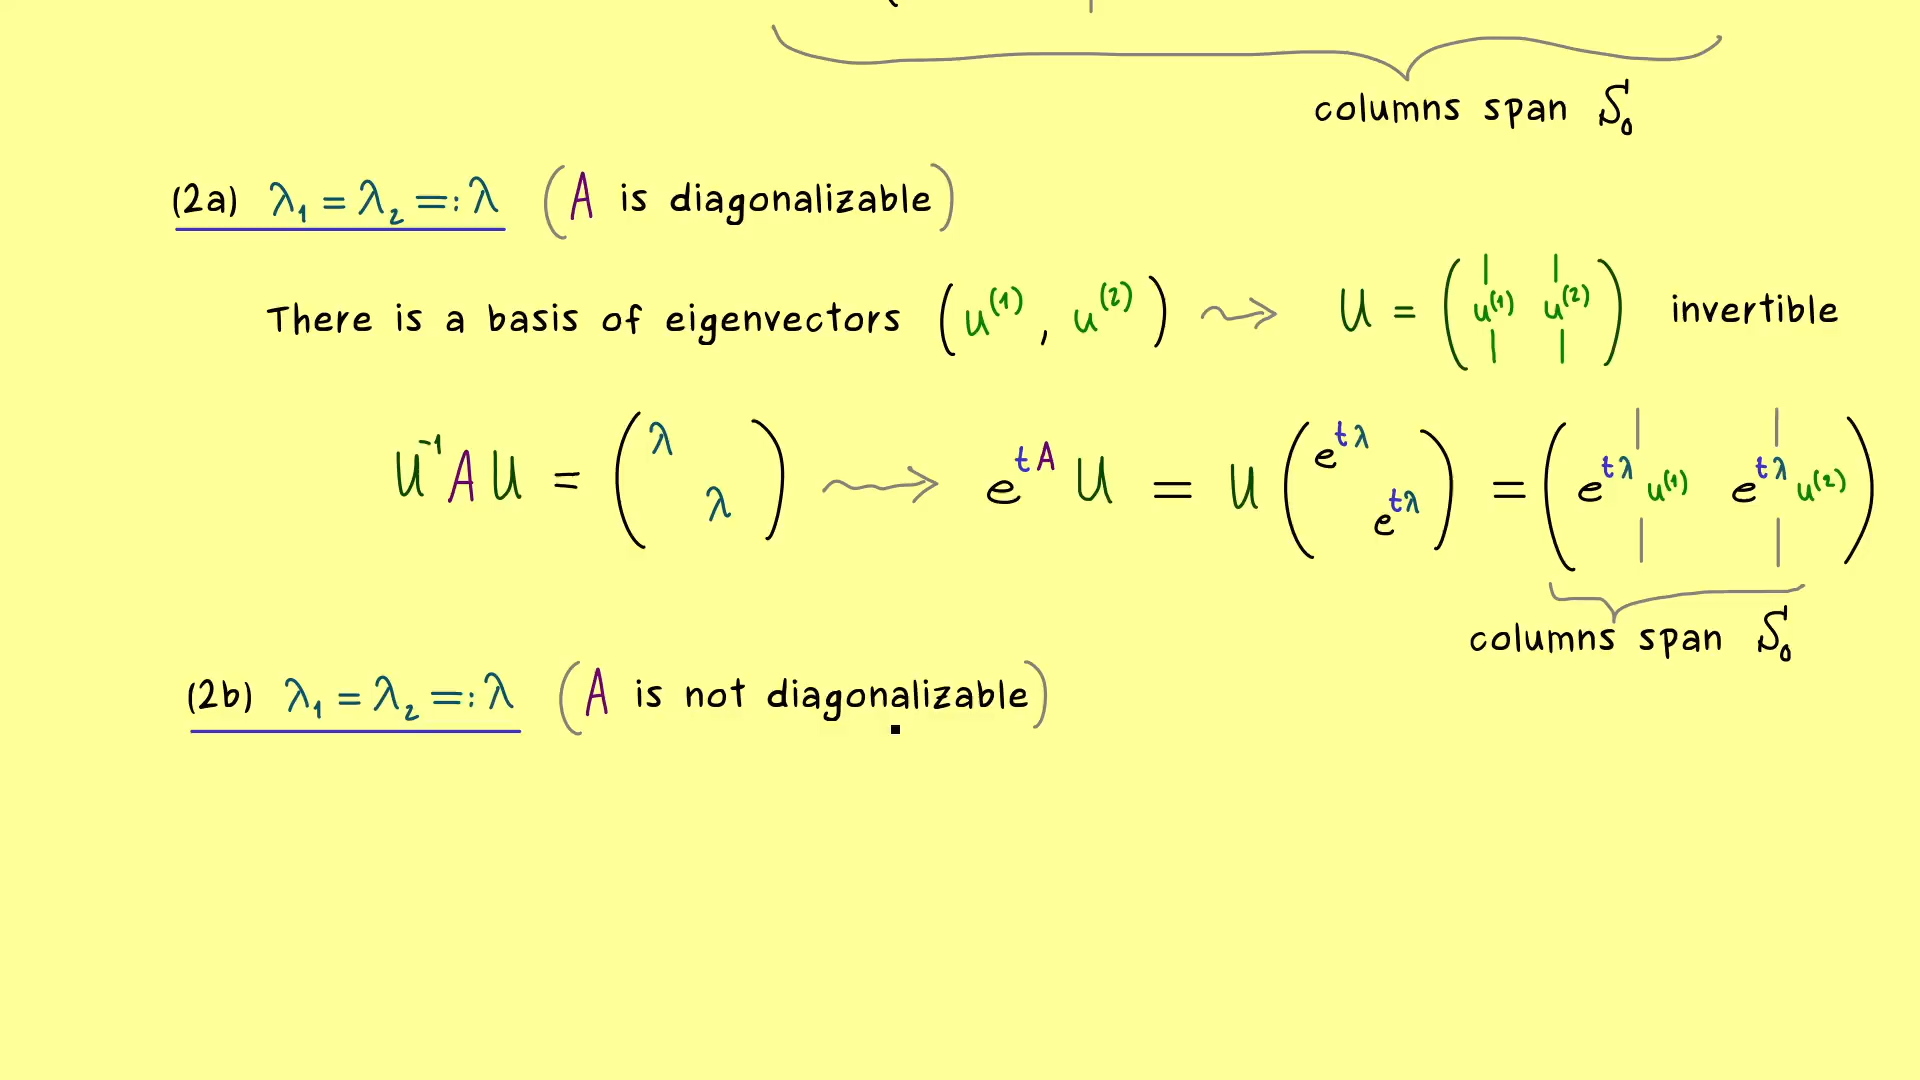 columns span S₀
(2a) λ₁ = λ₂ =: λ (A is diagonalizable)
There is a basis of eigenvectors (u⁽¹⁾, u⁽²⁾) ⇝ U = (u⁽¹⁾ u⁽²⁾) invertible
U⁻¹AU = (λ λ) ⇝ e^{tA} U = U (e^{tλ} e^{tλ}) = (e^{tλ} u⁽¹⁾ e^{tλ} u⁽²⁾)
columns span S₀
(2b) λ₁ = λ₂ =: λ (A is not diagonalizable)